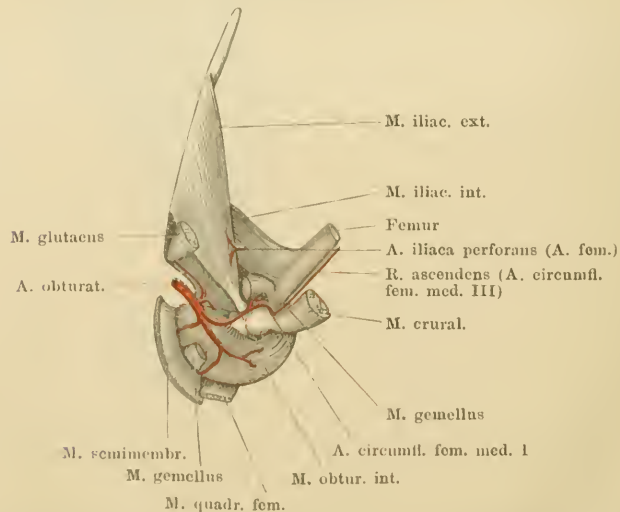 M. iliac. ext.
M. iliac. int.
Femur
M. glutaeus
A. iliaca perforans (A. fem.)
A. obturat.
R. ascendens (A. circumfl.
fem. med. III)
M. crural.
M. gemellus
M. semimembr.
A. circumfl. fem. med. I
M. gemellus
M. obtur. int.
M. quadr. fem.